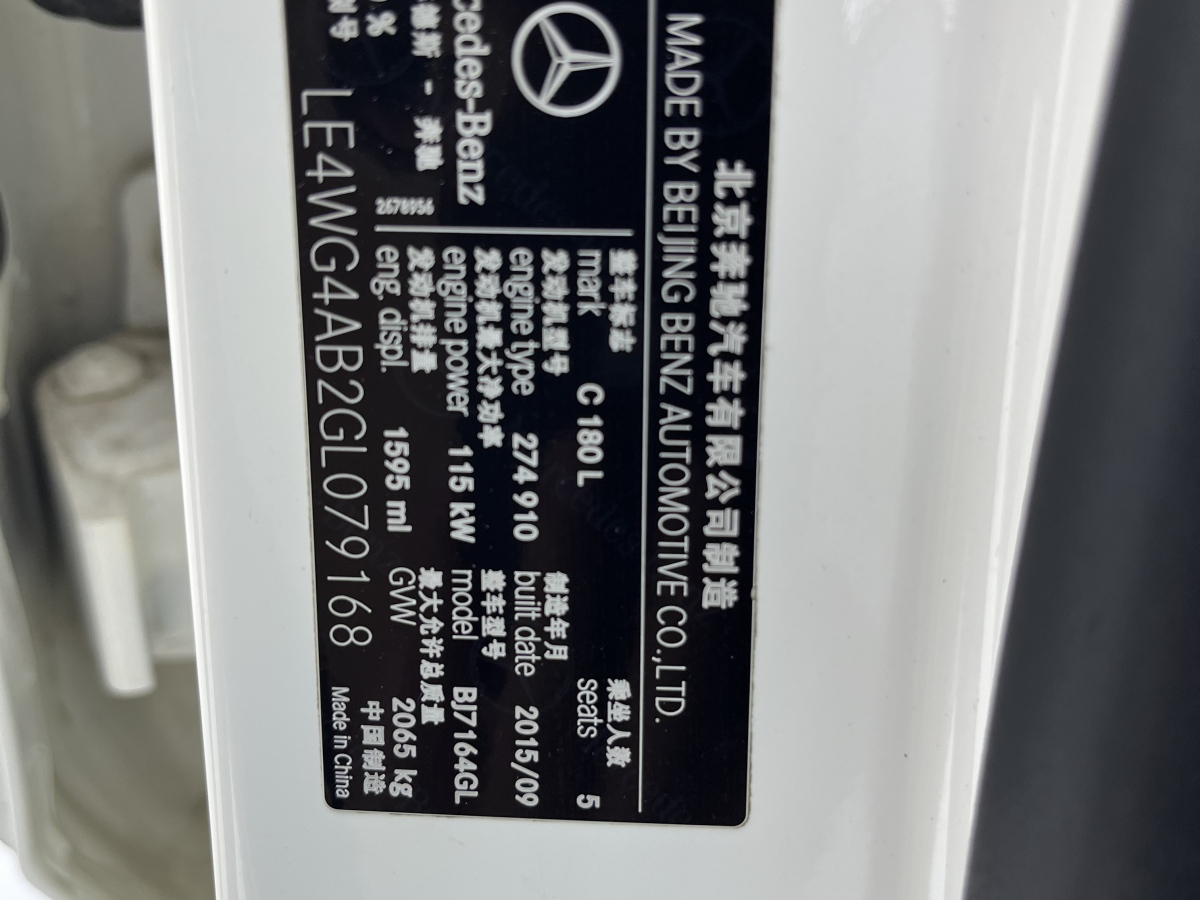 北京奔驰汽车有限公司制造
MADE BY BEIJING BENZ AUTOMOTIVE CO.,LTD.
整车标志 乘坐人数
mark C 180 L seats 5
发动机型号 制造年月
engine type 274 910 built date 2015/09
发动机最大净功率 整车型号
engine power 115 kW model BJ7164GL
发动机排量 最大允许总质量
eng. displ. 1595 ml GVW 2065 kg
cedes-Benz
斯 - 奔驰
2678956
%
号
中国制造
LE4WG4AB2GL079168 Made in China